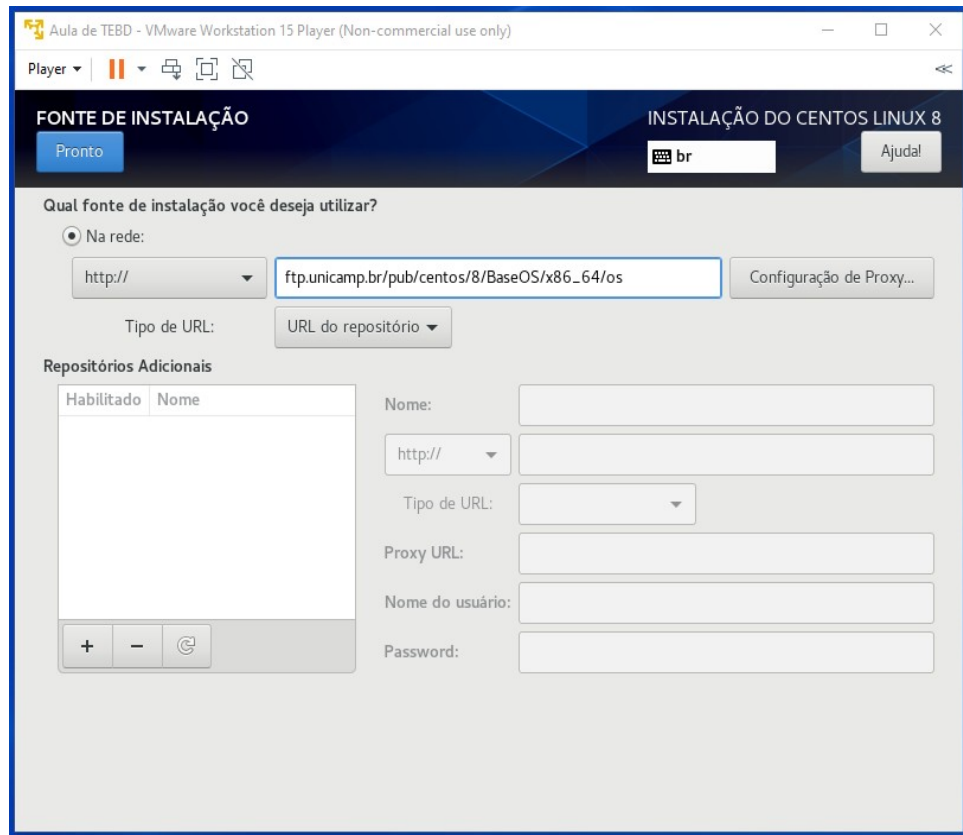 Aula de TEBD - VMware Workstation 15 Player (Non-commercial use only)
Player
FONTE DE INSTALAÇÃO
INSTALAÇÃO DO CENTOS LINUX 8
Pronto
br
Ajuda!
Qual fonte de instalação você deseja utilizar?
Na rede:
http://
ftp.unicamp.br/pub/centos/8/BaseOS/x86_64/os
Configuração de Proxy...
Tipo de URL:
URL do repositório
Repositórios Adicionais
Habilitado Nome
Nome:
http://
Tipo de URL:
Proxy URL:
Nome do usuário:
Password: